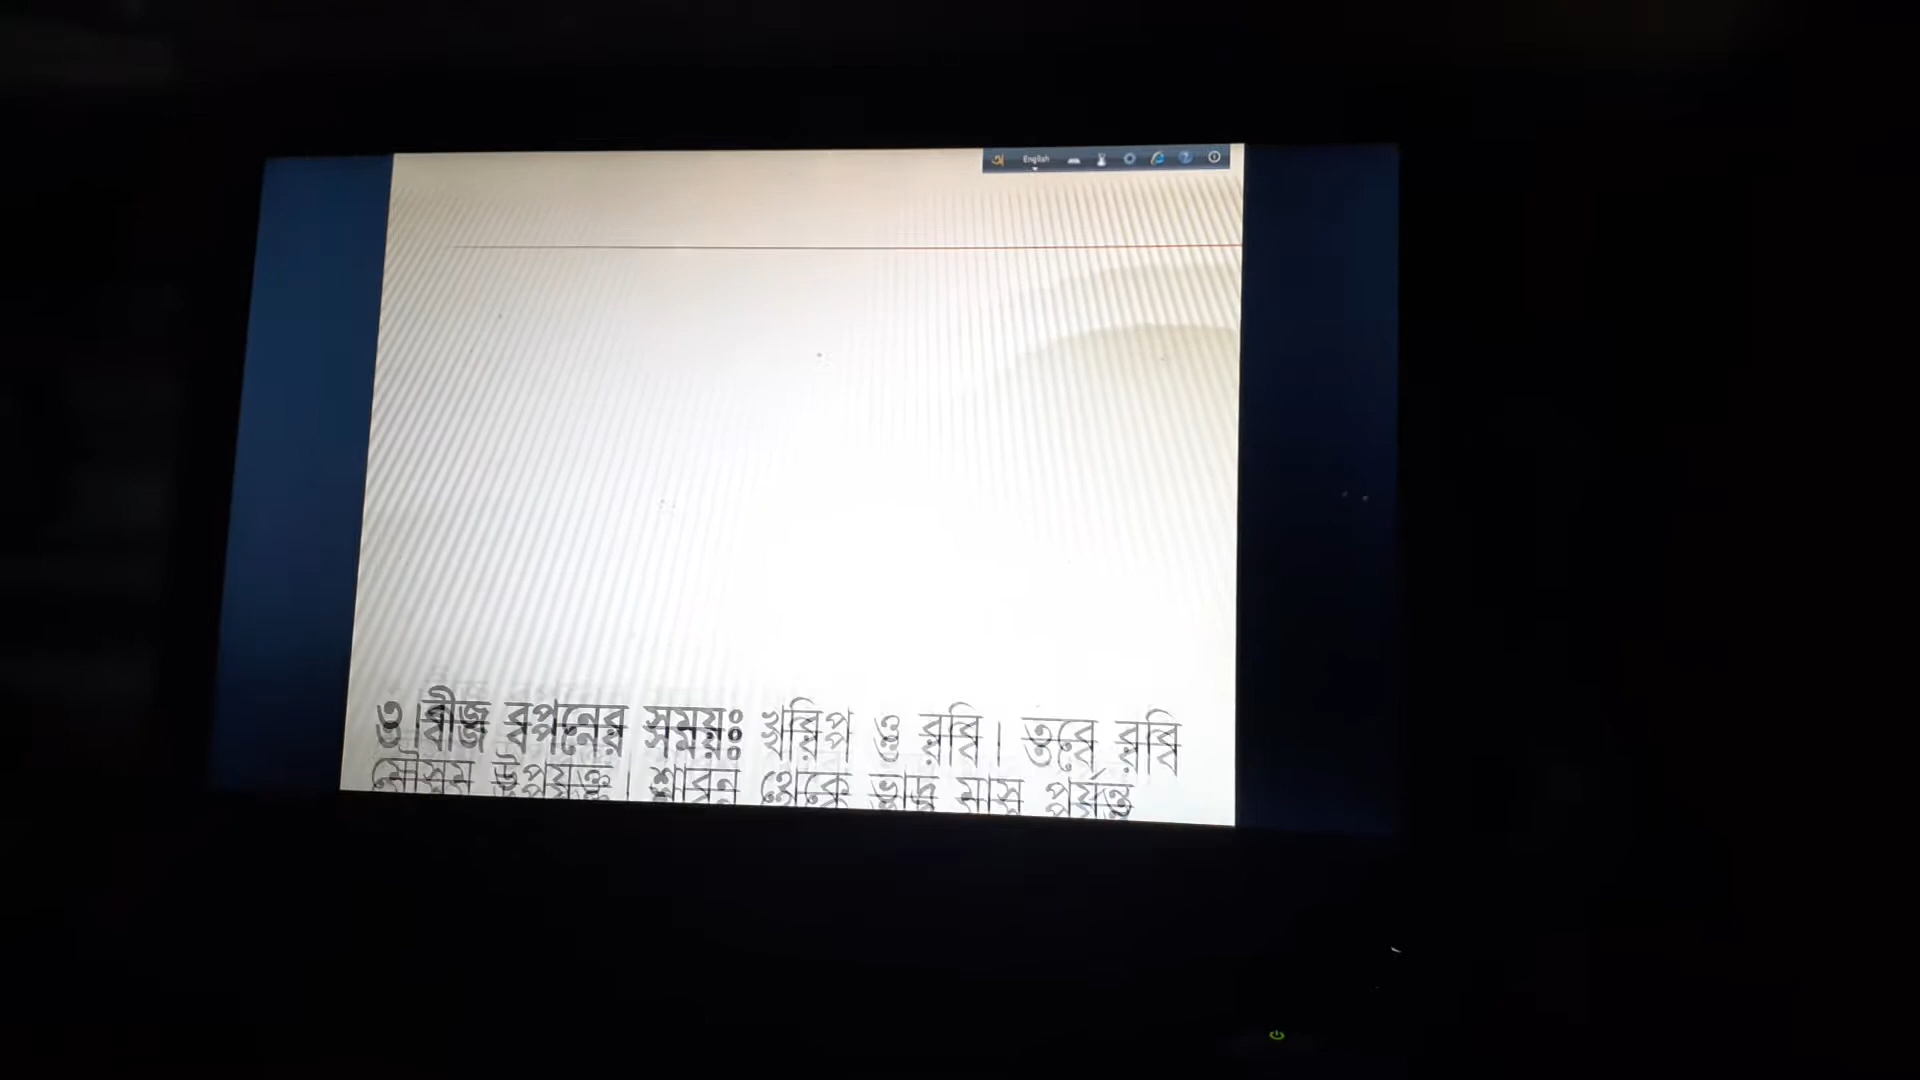 অ English
৩ ।বীজ বপনের সময়ঃ খরিপ ও রবি। তবে রবি
মৌসুম উপযুক্ত। শ্রাবন থেকে ভাদ্র মাস পর্যন্ত